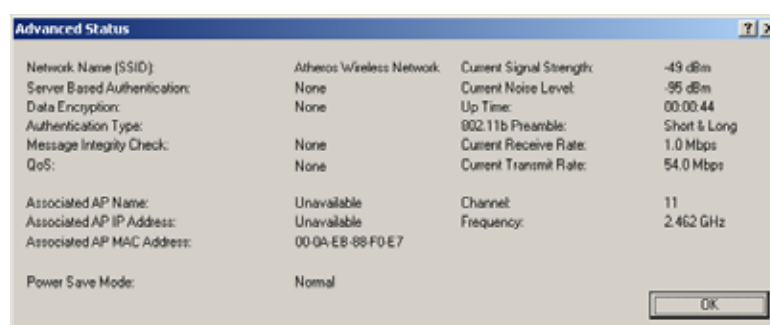 Advanced Status
Network Name (SSID): Atheros Wireless Network Current Signal Strength: -49 dBm
Server Based Authentication: None Current Noise Level: -95 dBm
Data Encryption: None Up Time: 00:00:44
Authentication Type: 802.11b Preamble: Short & Long
Message Integrity Check: None Current Receive Rate: 1.0 Mbps
QoS: None Current Transmit Rate: 54.0 Mbps
Associated AP Name: Unavailable Channel: 11
Associated AP IP Address: Unavailable Frequency: 2.462 GHz
Associated AP MAC Address: 00-0A-EB-88-F0-E7
Power Save Mode: Normal
OK